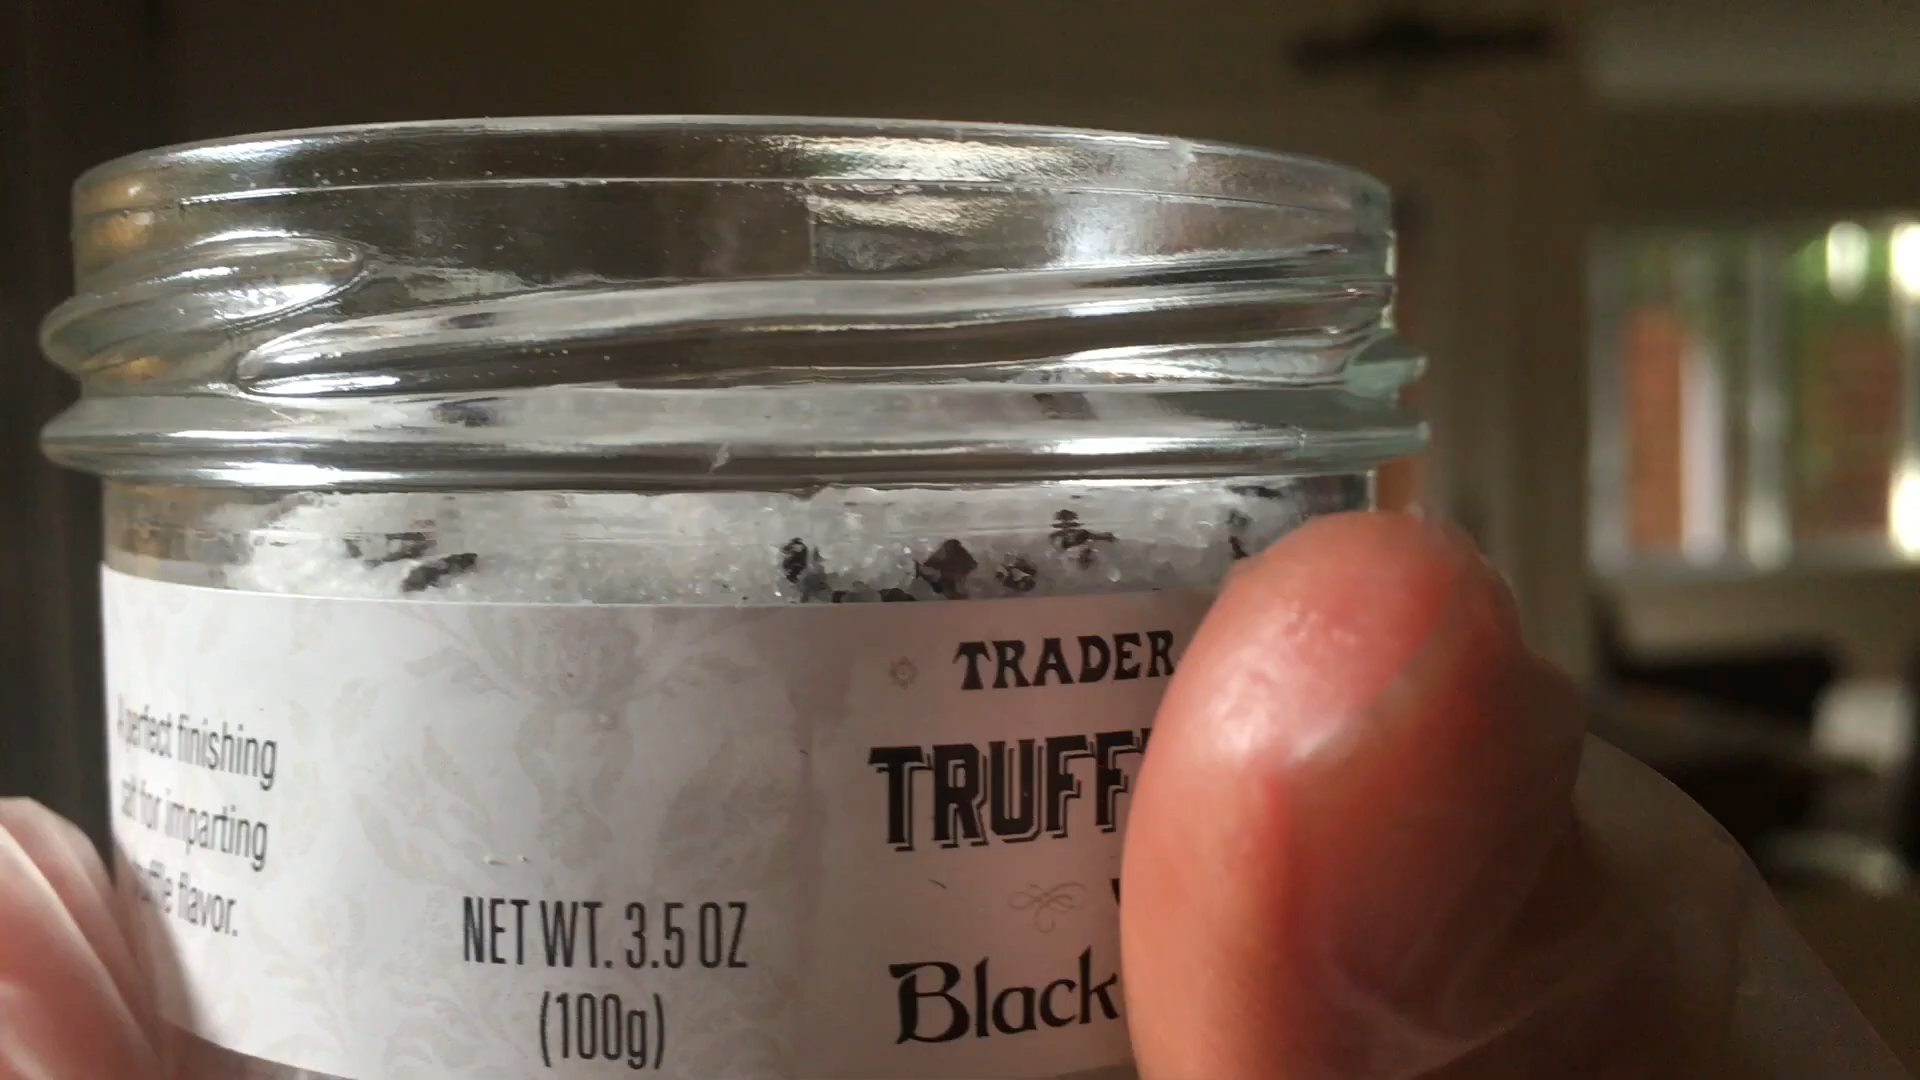 A perfect finishing
salt for imparting
truffle flavor.
NET WT. 3.5 OZ
(100g)
TRADER
TRUFF
Black